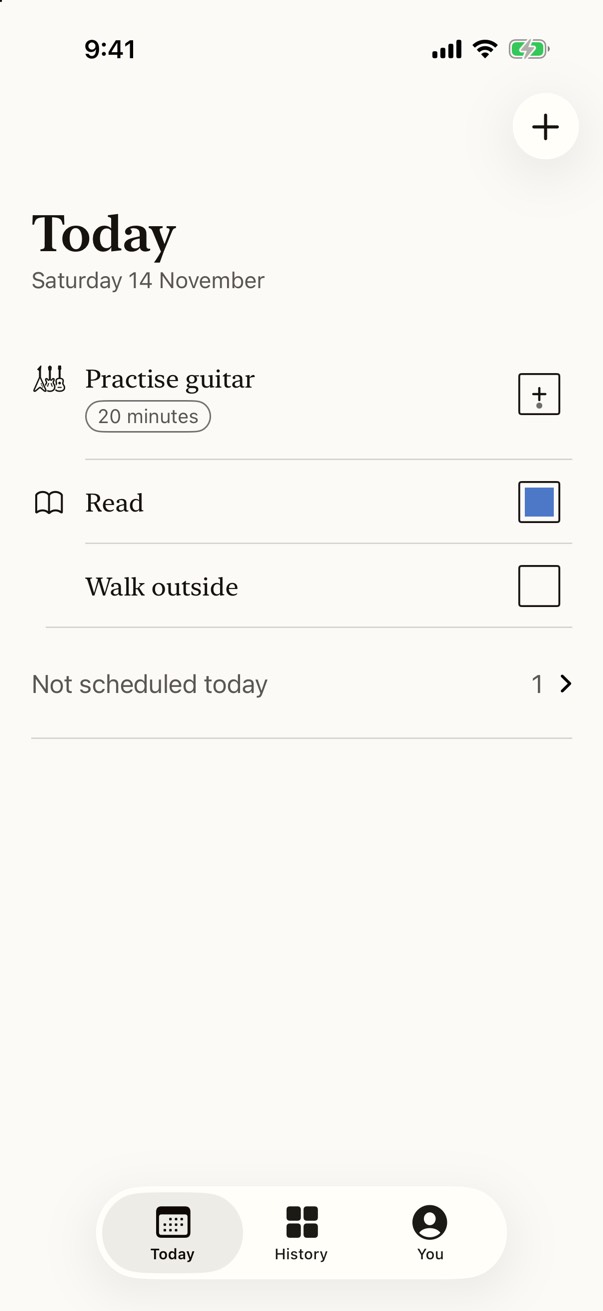 9:41
Today
Saturday 14 November
Practise guitar
20 minutes
Read
Walk outside
Not scheduled today 1
Today History You